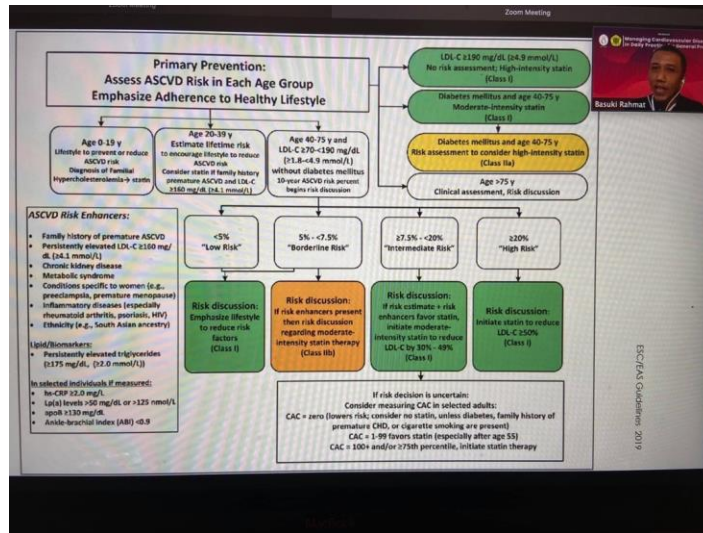 Zoom Meeting
Primary Prevention:
Assess ASCVD Risk in Each Age Group
Emphasize Adherence to Healthy Lifestyle
LDL-C ≥190 mg/dL (≥4.9 mmol/L)
No risk assessment; High-intensity statin
(Class I)
Diabetes mellitus and age 40-75 y
Moderate-intensity statin
(Class I)
Diabetes mellitus and age 40-75 y
Risk assessment to consider high-intensity statin
(Class IIa)
Age >75 y
Clinical assessment, Risk discussion
Age 0-19 y
Lifestyle to prevent or reduce
ASCVD risk
Diagnosis of Familial
Hypercholesterolemia→ statin
Age 20-39 y
Estimate lifetime risk
to encourage lifestyle to reduce
ASCVD risk
Consider statin if family history
premature ASCVD and LDL-C
≥160 mg/dL (≥4.1 mmol/L)
Age 40-75 y and
LDL-C ≥70-<190 mg/dL
(≥1.8-<4.9 mmol/L)
without diabetes mellitus
10-year ASCVD risk percent
begins risk discussion
<5%
"Low Risk"
5% - <7.5%
"Borderline Risk"
≥7.5% - <20%
"Intermediate Risk"
≥20%
"High Risk"
Risk discussion:
Emphasize lifestyle
to reduce risk
factors
(Class I)
Risk discussion:
If risk enhancers present
then risk discussion
regarding moderate-
intensity statin therapy
(Class IIb)
Risk discussion:
If risk estimate + risk
enhancers favor statin,
initiate moderate-
intensity statin to reduce
LDL-C by 30% - 49%
(Class I)
Risk discussion:
Initiate statin to reduce
LDL-C ≥50%
(Class I)
If risk decision is uncertain:
Consider measuring CAC in selected adults:
CAC = zero (lowers risk; consider no statin, unless diabetes, family history of
premature CHD, or cigarette smoking are present)
CAC = 1-99 favors statin (especially after age 55)
CAC = 100+ and/or ≥75th percentile, initiate statin therapy
ASCVD Risk Enhancers:
• Family history of premature ASCVD
• Persistently elevated LDL-C ≥160 mg/
dL (≥4.1 mmol/L)
• Chronic kidney disease
• Metabolic syndrome
• Conditions specific to women (e.g.,
preeclampsia, premature menopause)
• Inflammatory diseases (especially
rheumatoid arthritis, psoriasis, HIV)
• Ethnicity (e.g., South Asian ancestry)
Lipid/Biomarkers:
• Persistently elevated triglycerides
(≥175 mg/dL, (≥2.0 mmol/L))
In selected individuals if measured:
• hs-CRP ≥2.0 mg/L
• Lp(a) levels >50 mg/dL or >125 nmol/L
• apoB ≥130 mg/dL
• Ankle-brachial index (ABI) <0.9
ESC/EAS Guidelines 2019
Managing Cardiovascular
in Daily Practice
Basuki Rahmat